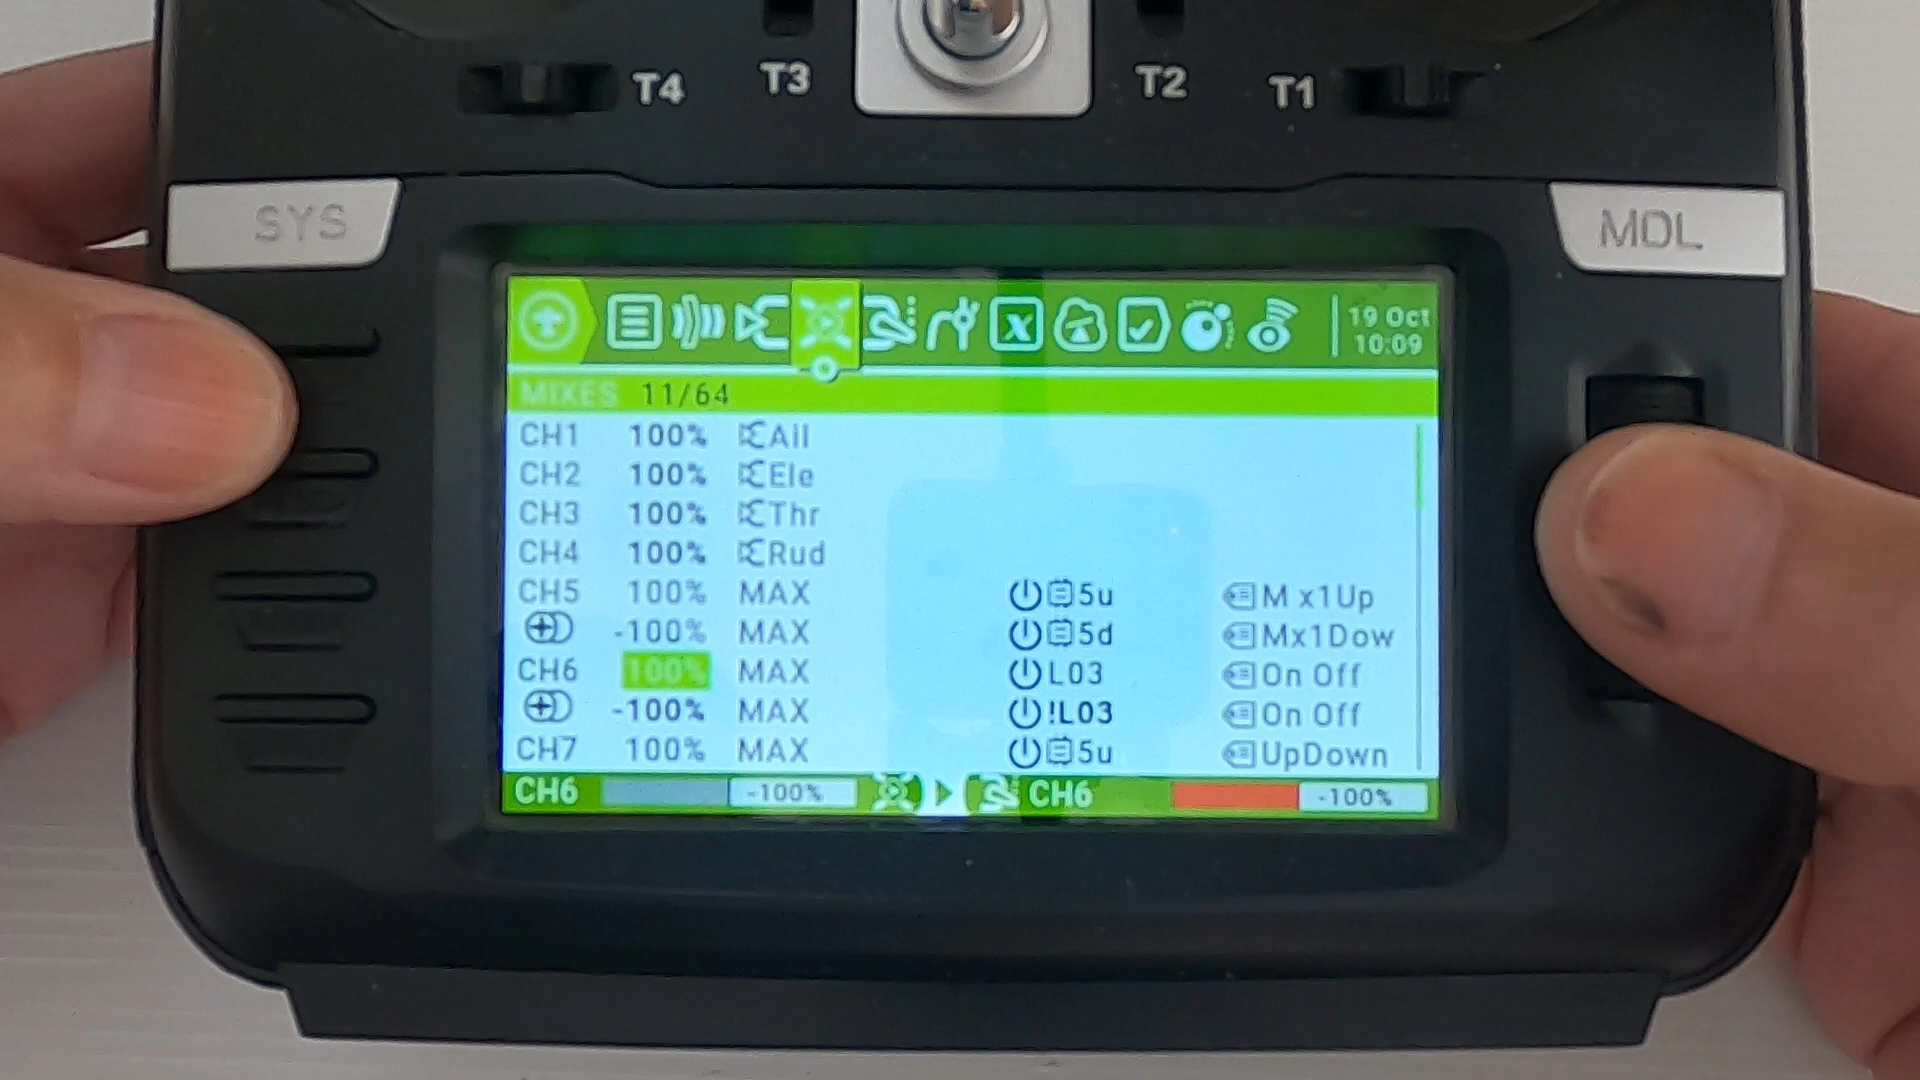 T4 T3 T2 T1
SYS MDL
19 Oct
10:09
MIXES 11/64
CH1 100% Ail
CH2 100% Ele
CH3 100% Thr
CH4 100% Rud
CH5 100% MAX 5u M x1Up
-100% MAX 5d Mx1Dow
CH6 100% MAX L03 On Off
-100% MAX !L03 On Off
CH7 100% MAX 5u UpDown
CH6 -100% CH6 -100%